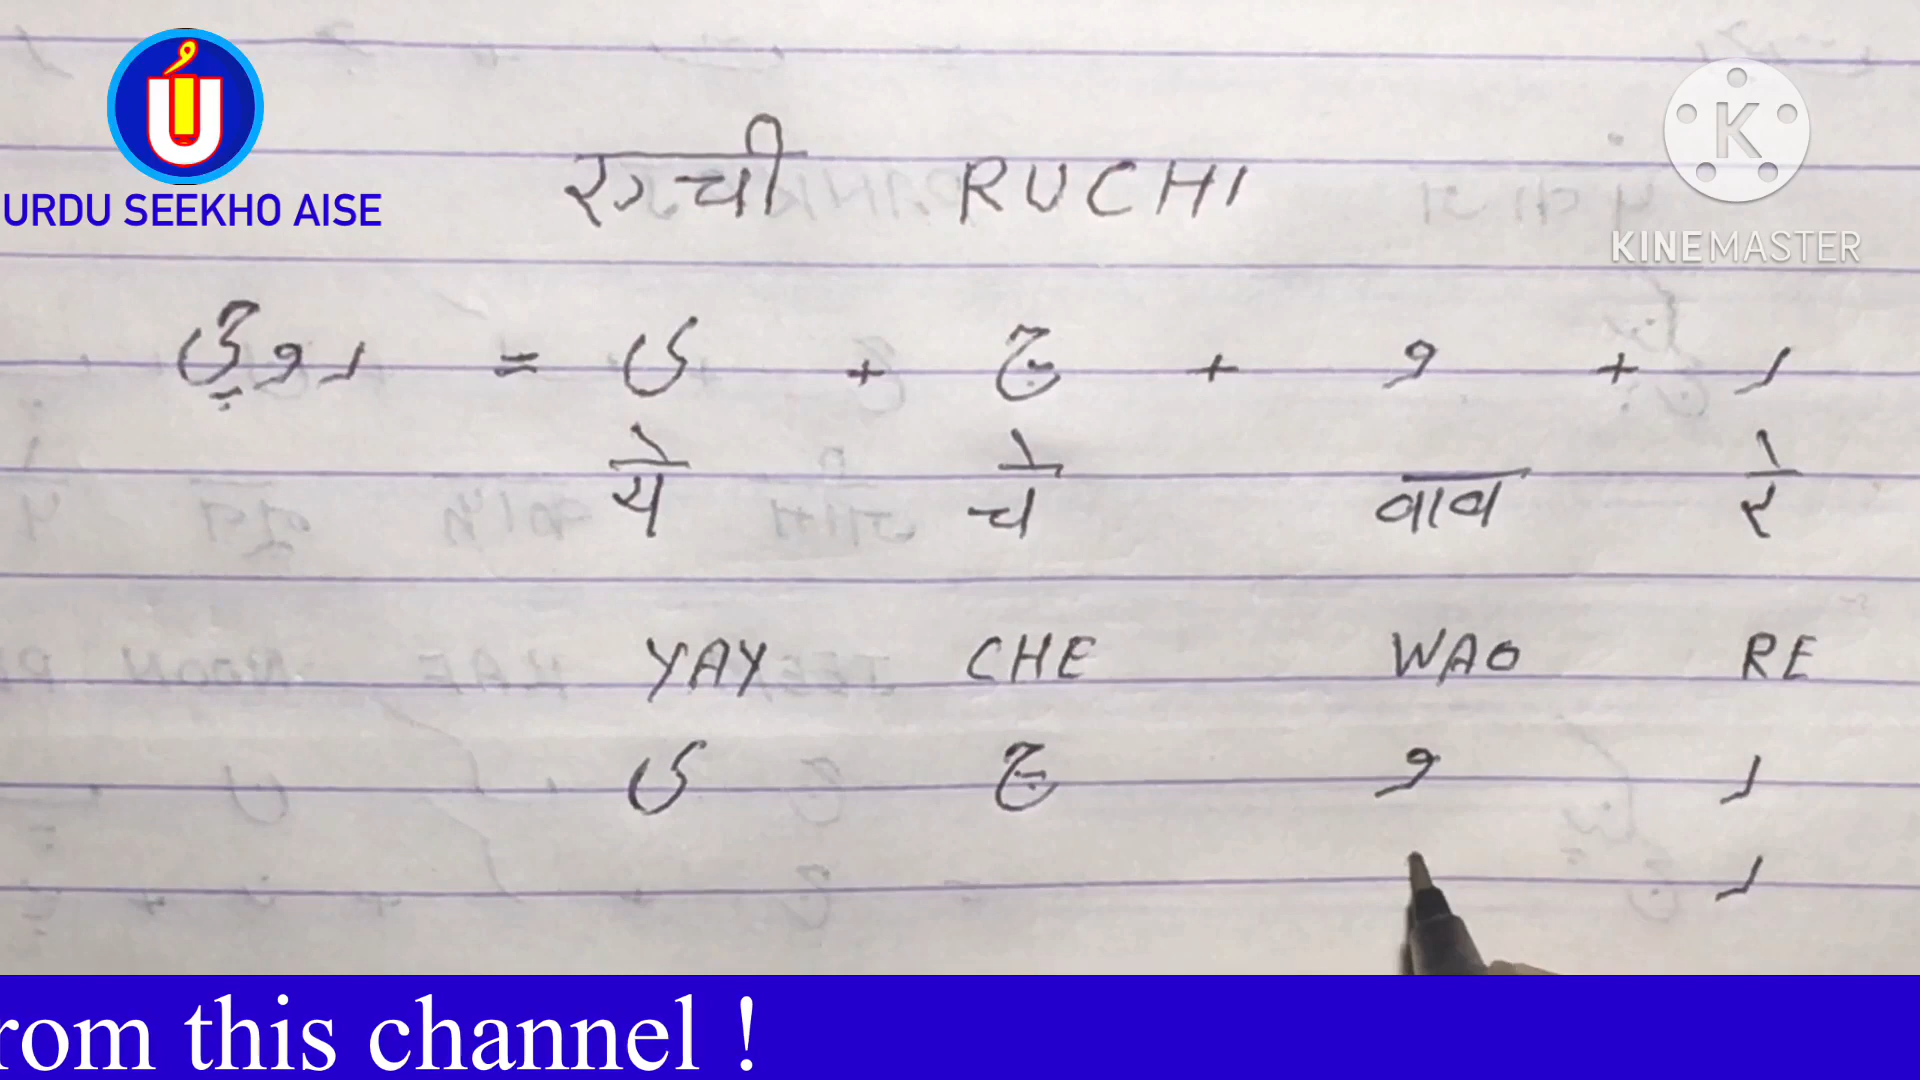 URDU SEEKHO AISE
रुची RUCHI
KINEMASTER
روچی = ی + چ + و + ر
ये चे वाव रे
YAY CHE WAO RE
ی چ و ر
ر
rom this channel !